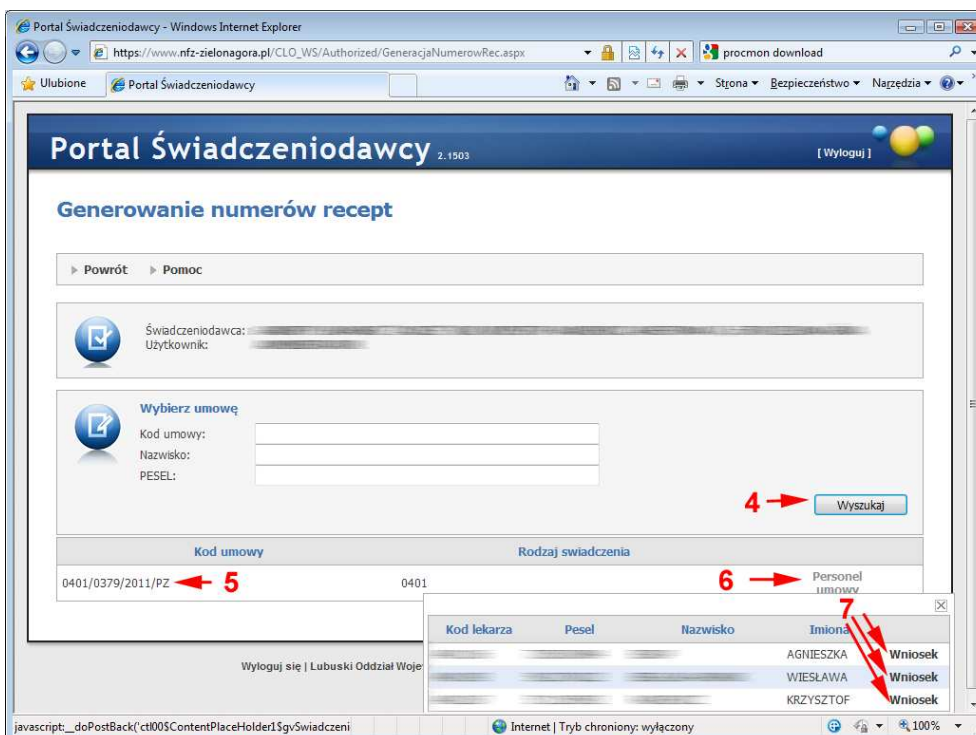 Portal Świadczeniodawcy - Windows Internet Explorer
https://www.nfz-zielonagora.pl/CLO_WS/Authorized/GeneracjaNumerowRec.aspx procmon download
Ulubione Portal Świadczeniodawcy Strona Bezpieczeństwo Narzędzia
Portal Świadczeniodawcy 2.1503 [ Wyloguj ]
Generowanie numerów recept
Powrót Pomoc
Świadczeniodawca:
Użytkownik:
Wybierz umowę
Kod umowy:
Nazwisko:
PESEL:
4 Wyszukaj
Kod umowy Rodzaj swiadczenia
0401/0379/2011/PZ 5 0401 6 Personel
umowy
7
Kod lekarza Pesel Nazwisko Imiona
AGNIESZKA Wniosek
Wyloguj się | Lubuski Oddział Woje
WIESŁAWA Wniosek
KRZYSZTOF Wniosek
javascript:__doPostBack('ctl00$ContentPlaceHolder1$gvSwiadczeni Internet | Tryb chroniony: wyłączony 100%